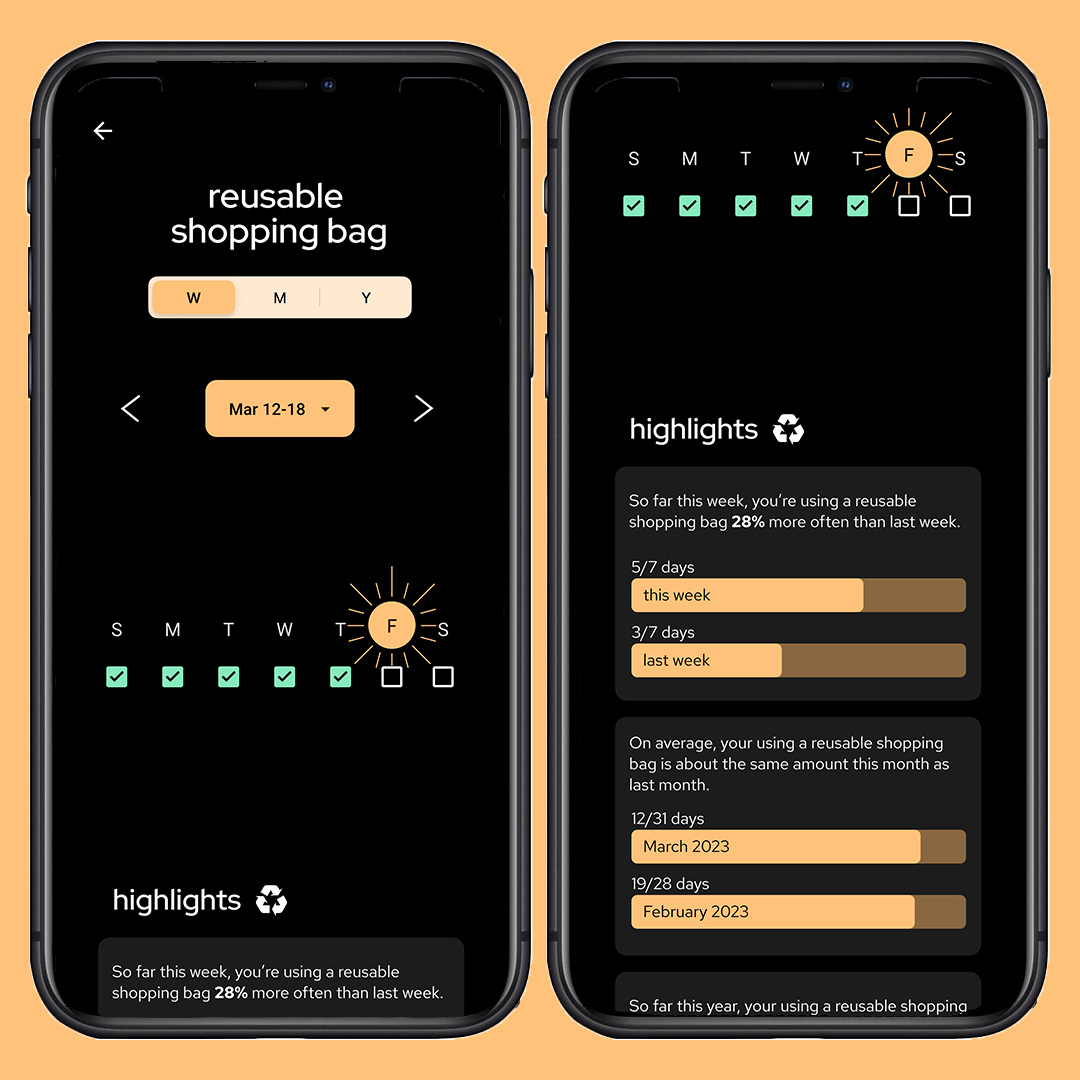 reusable
shopping bag
W M Y
Mar 12-18
S M T W T F S
highlights
So far this week, you’re using a reusable
shopping bag 28% more often than last week.
S M T W T F S
highlights
So far this week, you’re using a reusable
shopping bag 28% more often than last week.
5/7 days
this week
3/7 days
last week
On average, your using a reusable shopping
bag is about the same amount this month as
last month.
12/31 days
March 2023
19/28 days
February 2023
So far this year, your using a reusable shopping